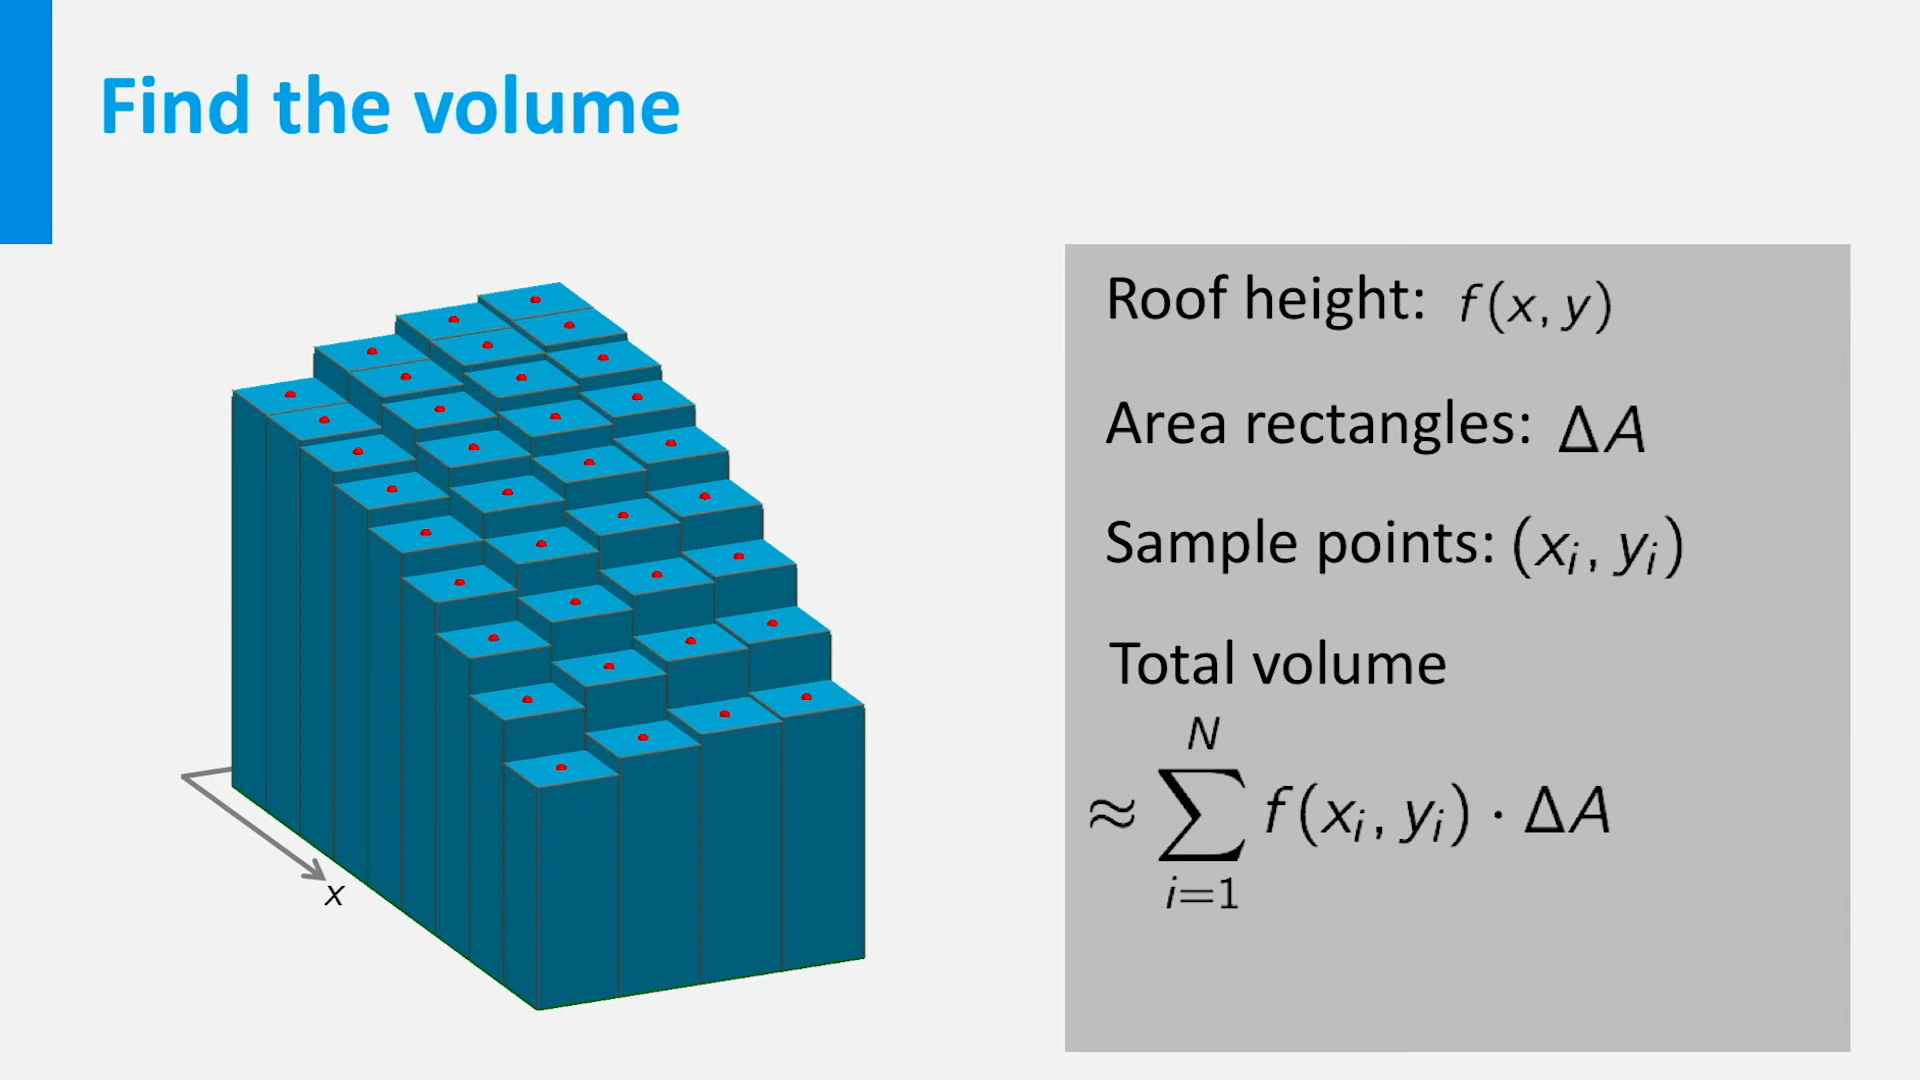 Find the volume
Roof height: f(x, y)
Area rectangles: ΔA
Sample points: (xᵢ, yᵢ)
Total volume
N
≈ ∑ f(xᵢ, yᵢ) · ΔA
i=1
x